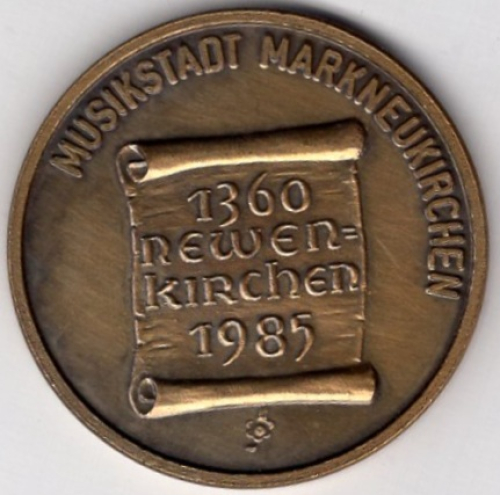 MUSIKSTADT MARKNEUKIRCHEN
1360
newen=
kirchen
1985